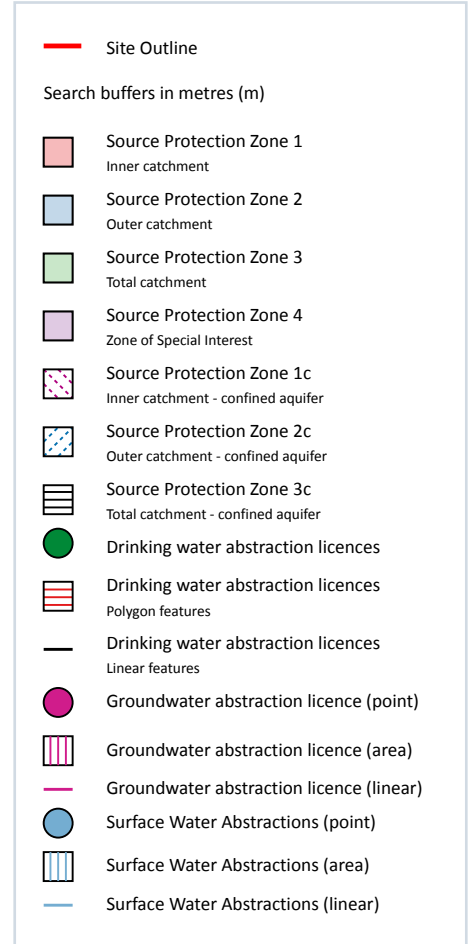 Site Outline
Search buffers in metres (m)
Source Protection Zone 1
Inner catchment
Source Protection Zone 2
Outer catchment
Source Protection Zone 3
Total catchment
Source Protection Zone 4
Zone of Special Interest
Source Protection Zone 1c
Inner catchment - confined aquifer
Source Protection Zone 2c
Outer catchment - confined aquifer
Source Protection Zone 3c
Total catchment - confined aquifer
Drinking water abstraction licences
Drinking water abstraction licences
Polygon features
Drinking water abstraction licences
Linear features
Groundwater abstraction licence (point)
Groundwater abstraction licence (area)
Groundwater abstraction licence (linear)
Surface Water Abstractions (point)
Surface Water Abstractions (area)
Surface Water Abstractions (linear)